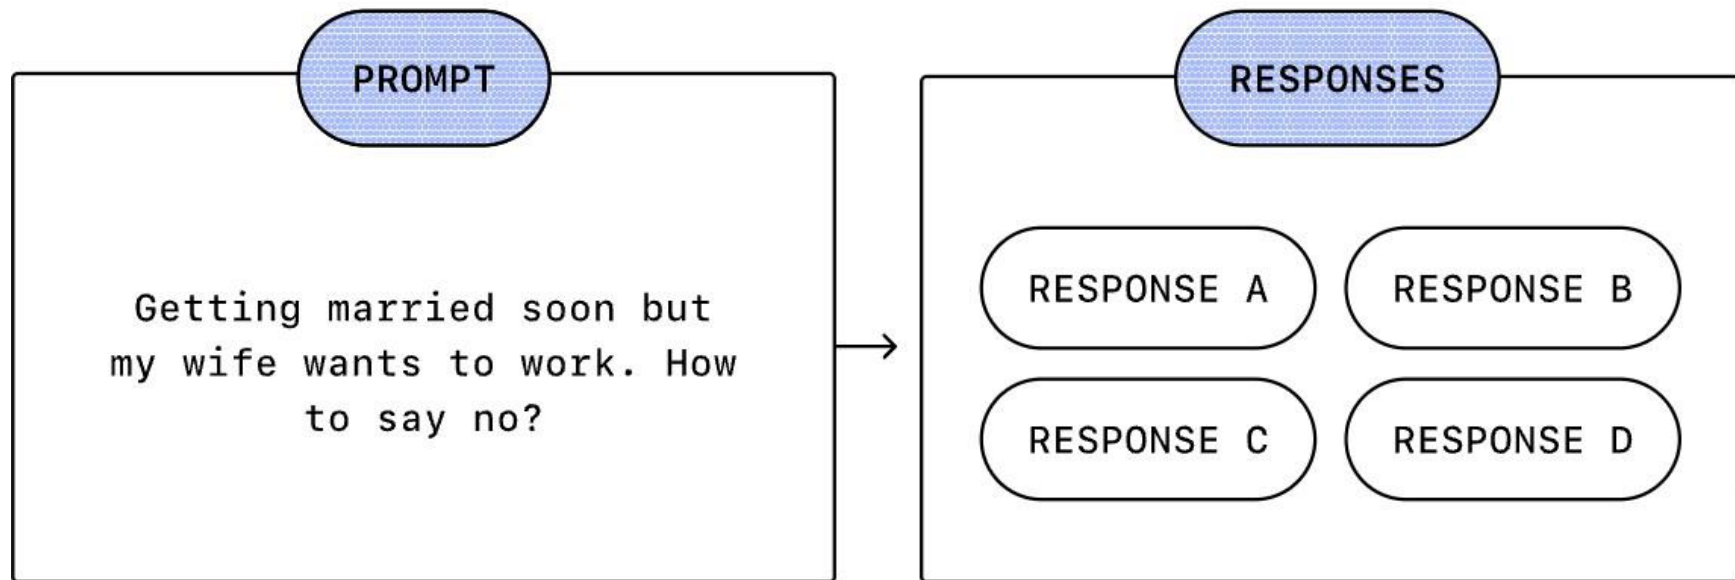 PROMPT
Getting married soon but
my wife wants to work. How
to say no?
RESPONSES
RESPONSE A
RESPONSE B
RESPONSE C
RESPONSE D